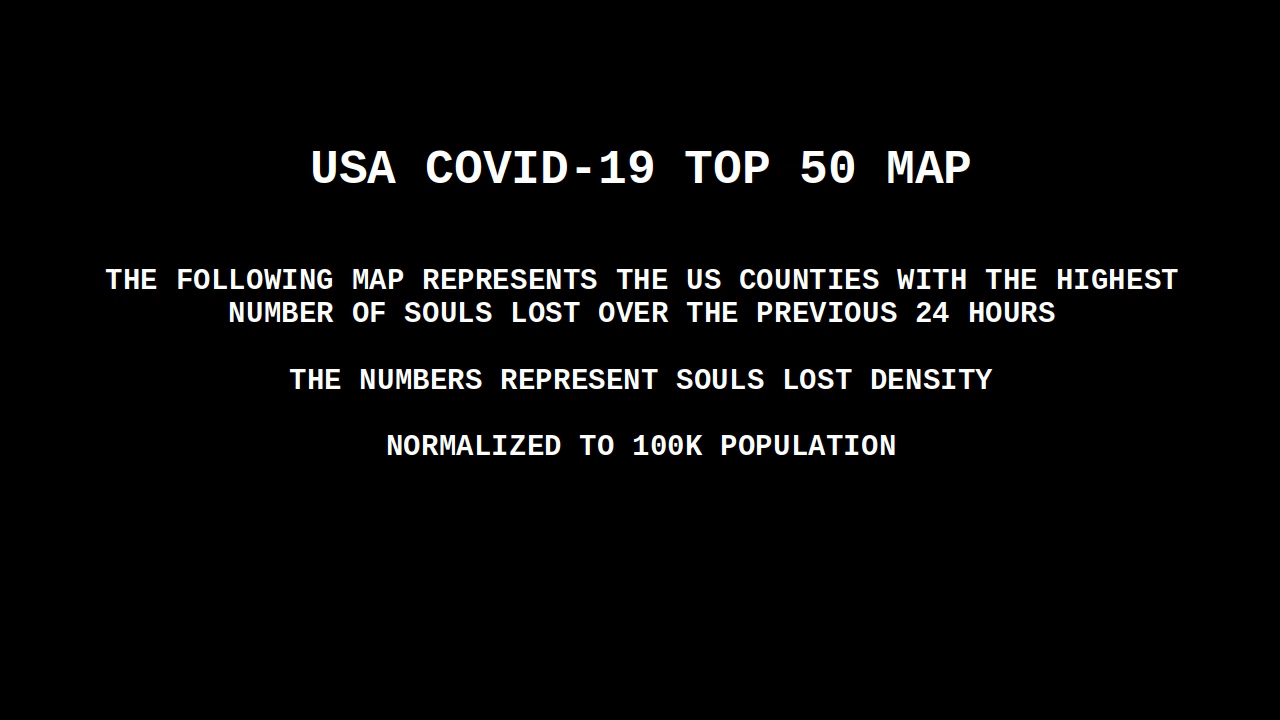 USA COVID-19 TOP 50 MAP
THE FOLLOWING MAP REPRESENTS THE US COUNTIES WITH THE HIGHEST
NUMBER OF SOULS LOST OVER THE PREVIOUS 24 HOURS
THE NUMBERS REPRESENT SOULS LOST DENSITY
NORMALIZED TO 100K POPULATION